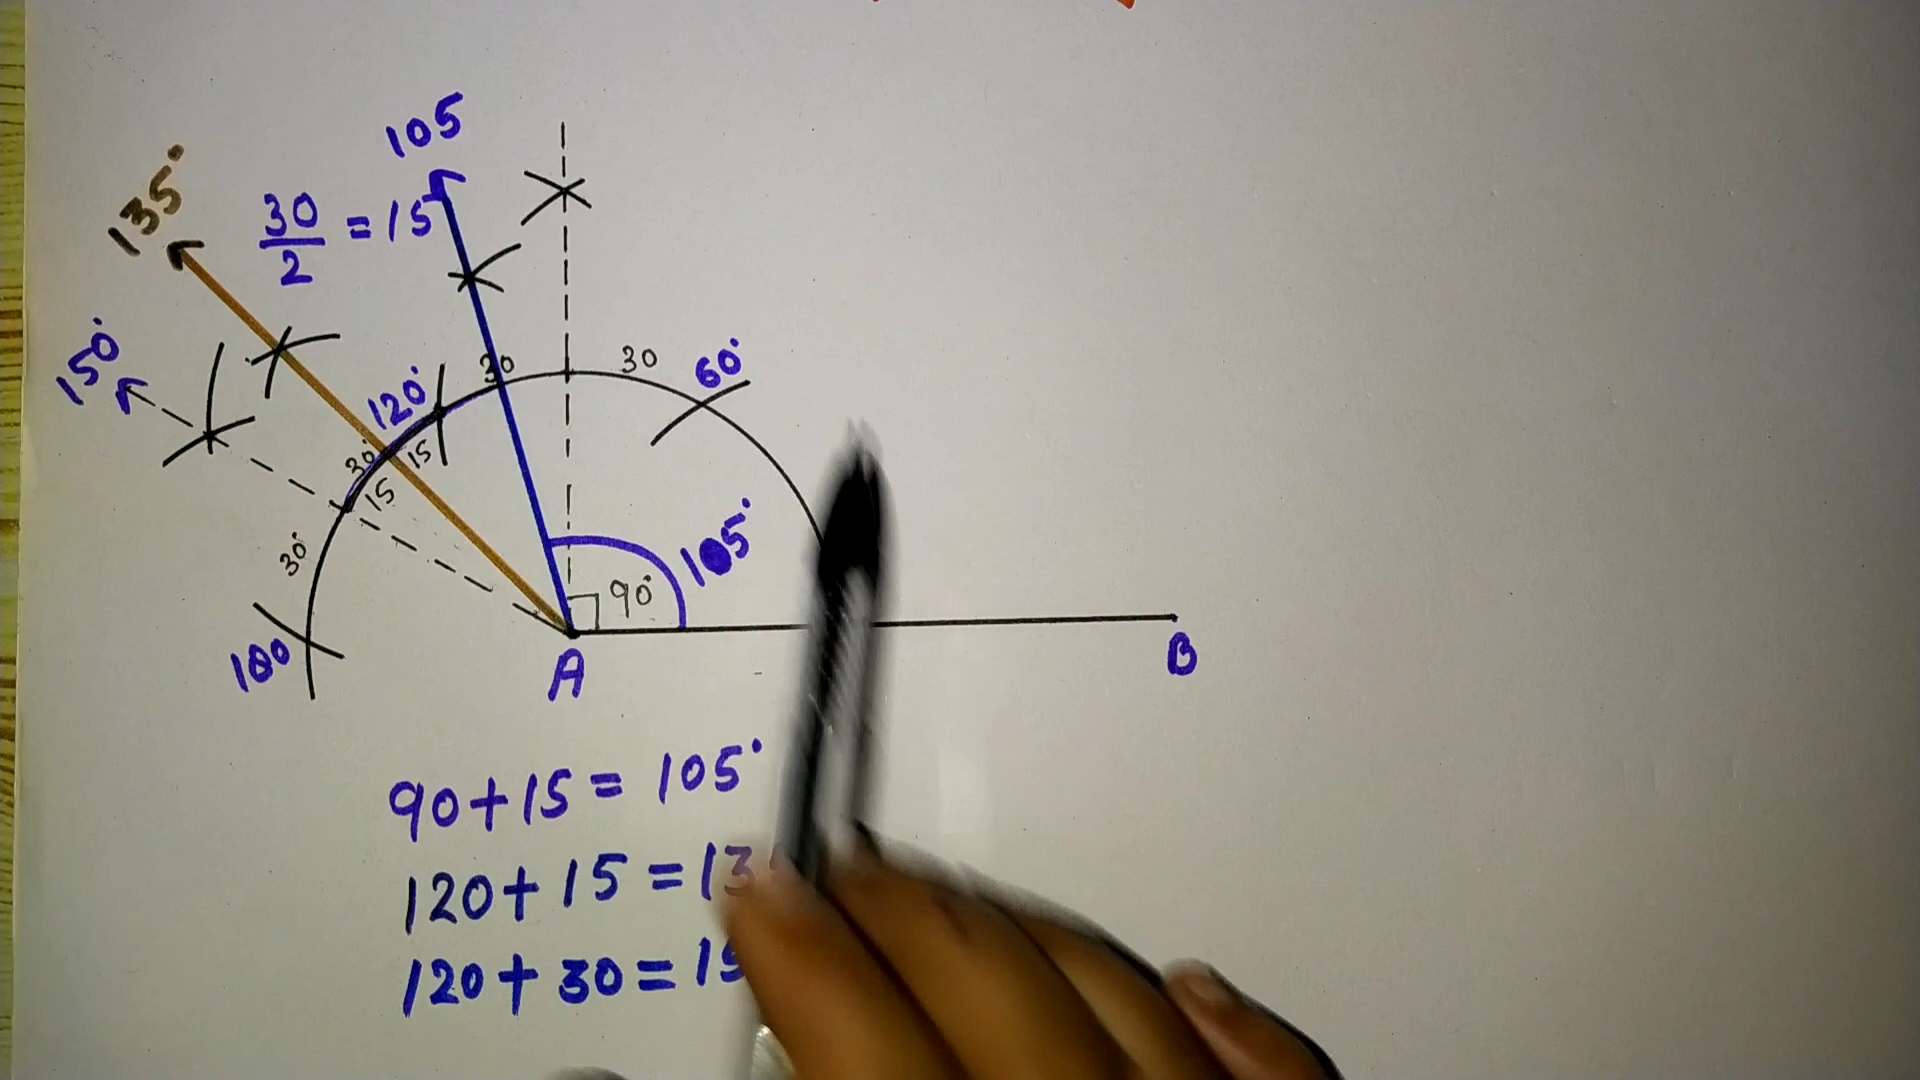 105
135°
30/2 = 15
150°
120°
30
30
60°
30°
15
15
30°
105°
90°
180
A
B
90+15 = 105°
120+15 = 13
120+30 = 15